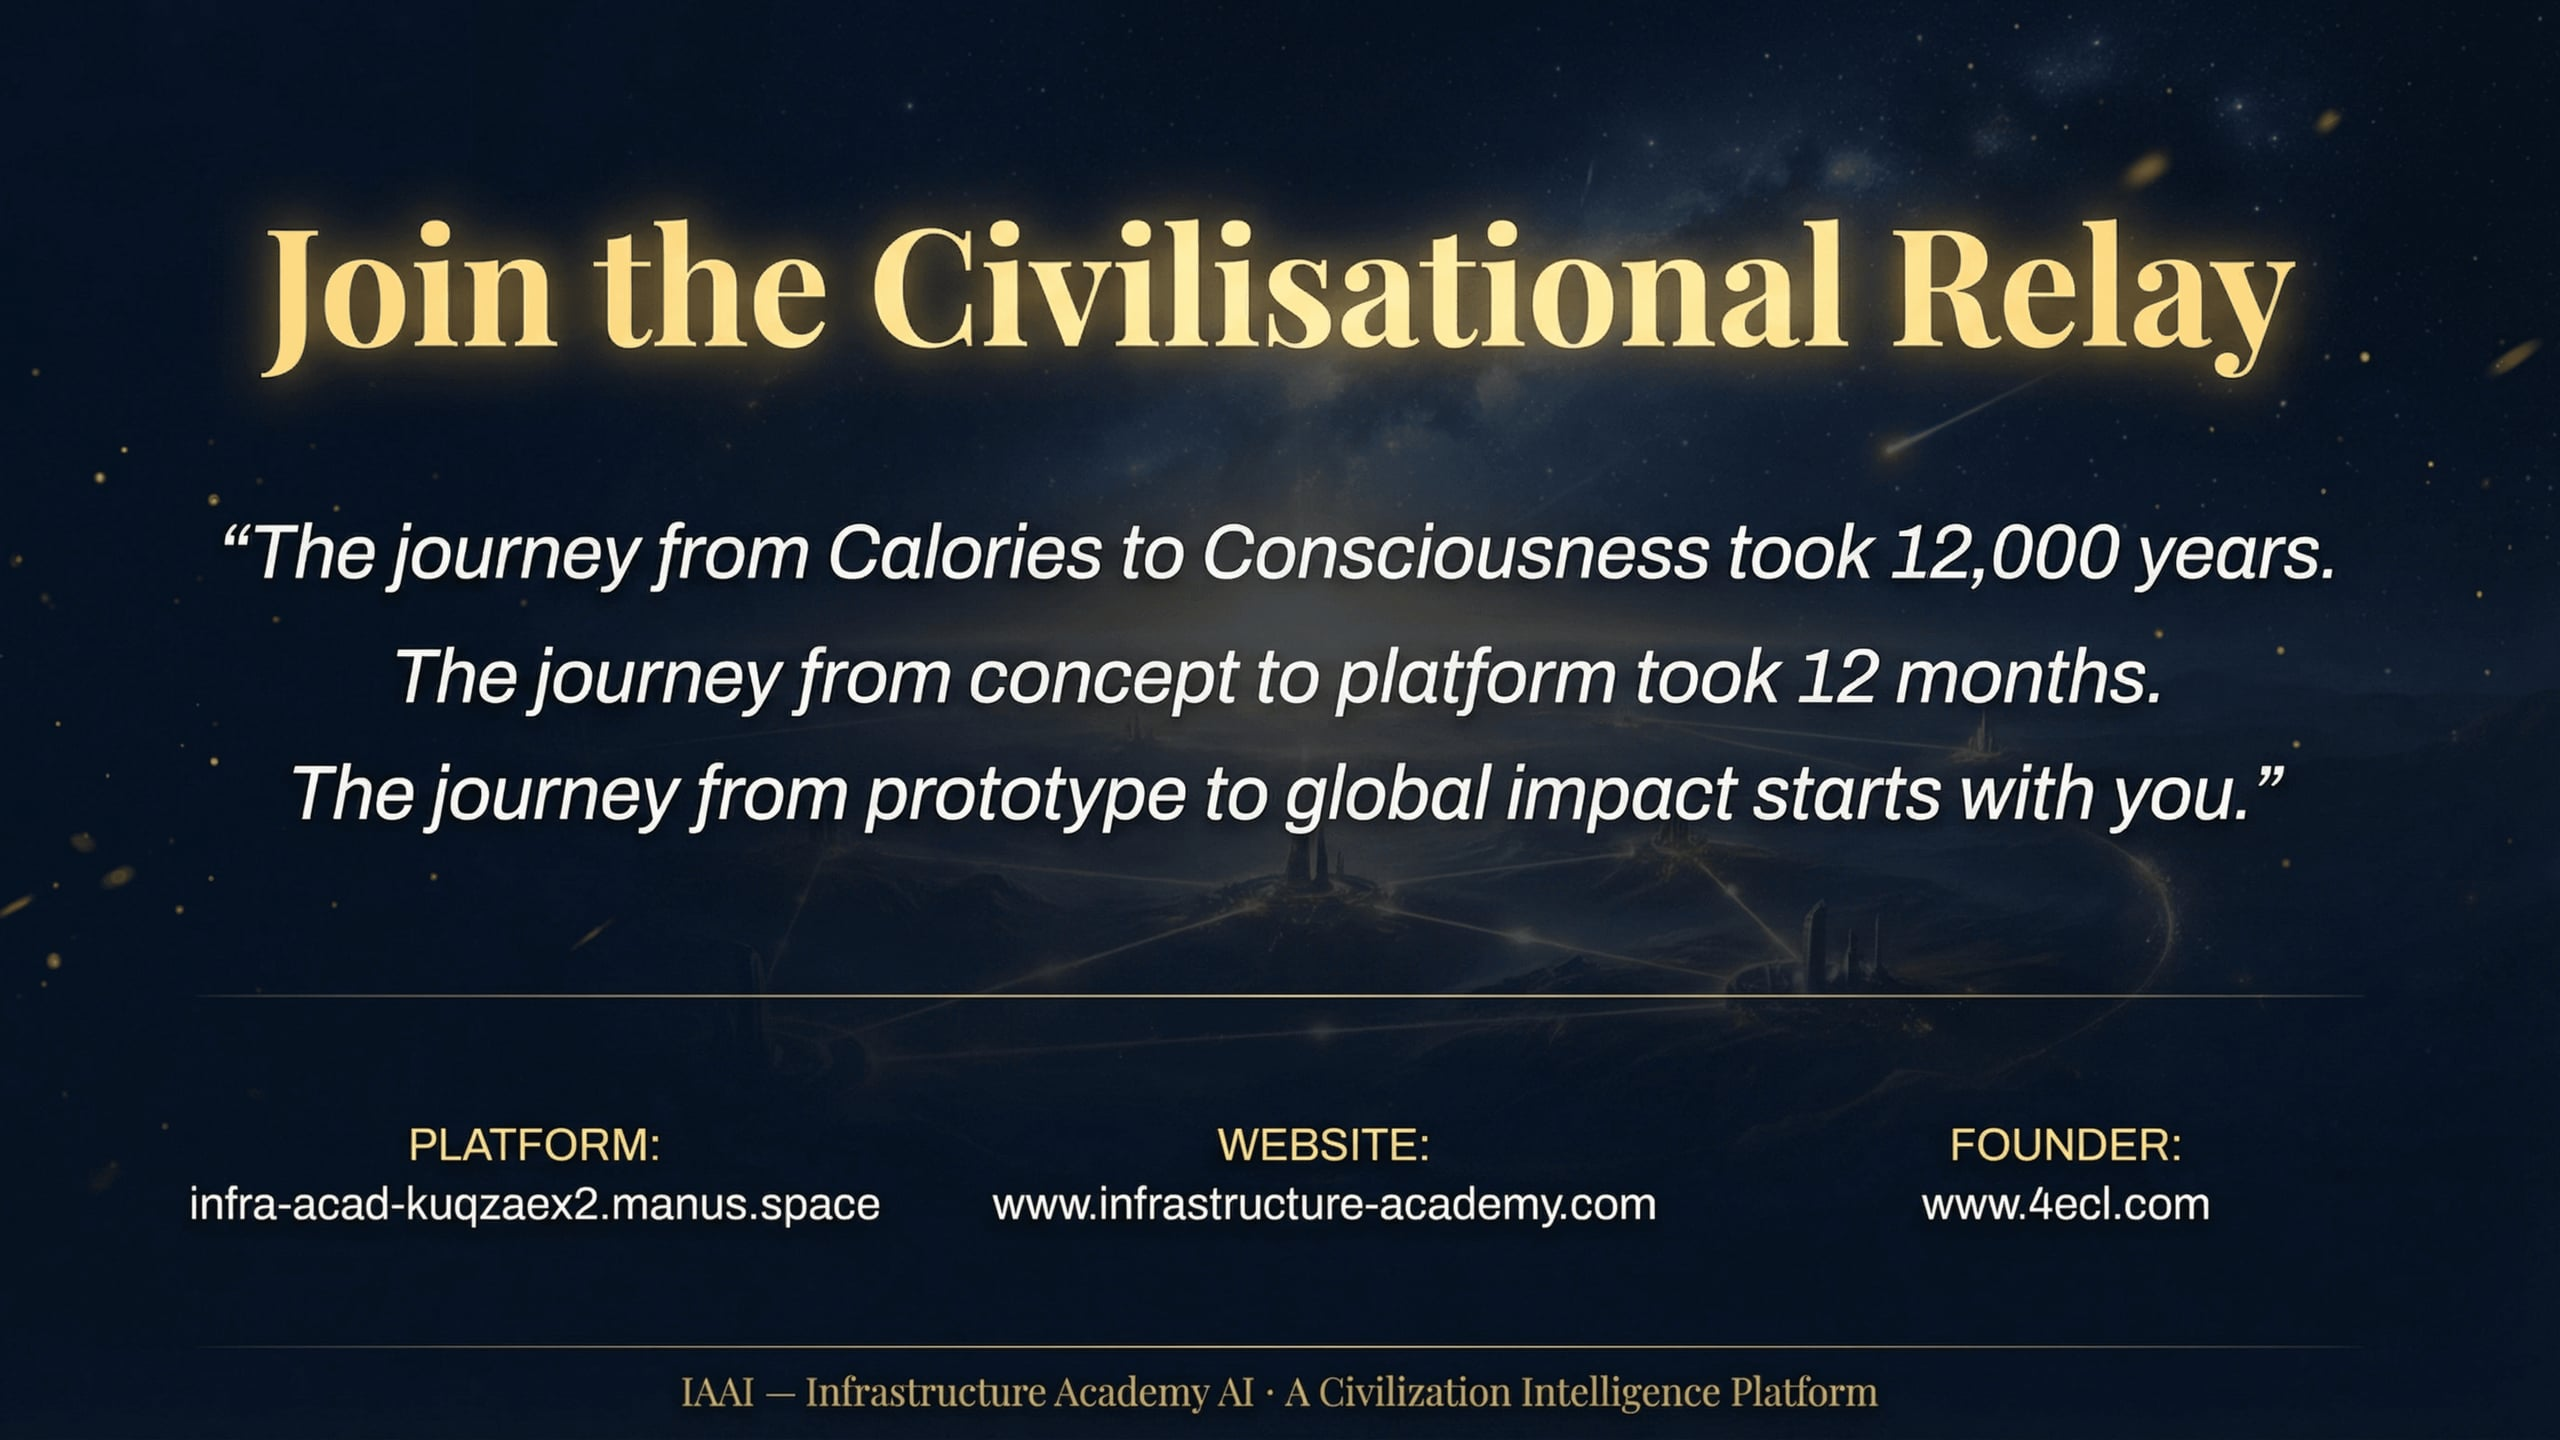 Join the Civilisational Relay
“The journey from Calories to Consciousness took 12,000 years.
The journey from concept to platform took 12 months.
The journey from prototype to global impact starts with you.”
PLATFORM:
infra-acad-kuqzaex2.manus.space
WEBSITE:
www.infrastructure-academy.com
FOUNDER:
www.4ecl.com
IAAI — Infrastructure Academy AI · A Civilization Intelligence Platform